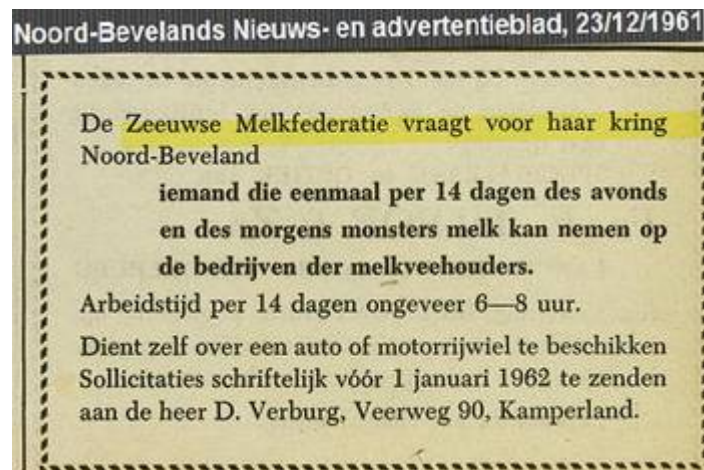 Noord-Bevelands Nieuws- en advertentieblad, 23/12/1961
De Zeeuwse Melkfederatie vraagt voor haar kring
Noord-Beveland
iemand die eenmaal per 14 dagen des avonds
en des morgens monsters melk kan nemen op
de bedrijven der melkveehouders.
Arbeidstijd per 14 dagen ongeveer 6—8 uur.
Dient zelf over een auto of motorrijwiel te beschikken
Sollicitaties schriftelijk vóór 1 januari 1962 te zenden
aan de heer D. Verburg, Veerweg 90, Kamperland.